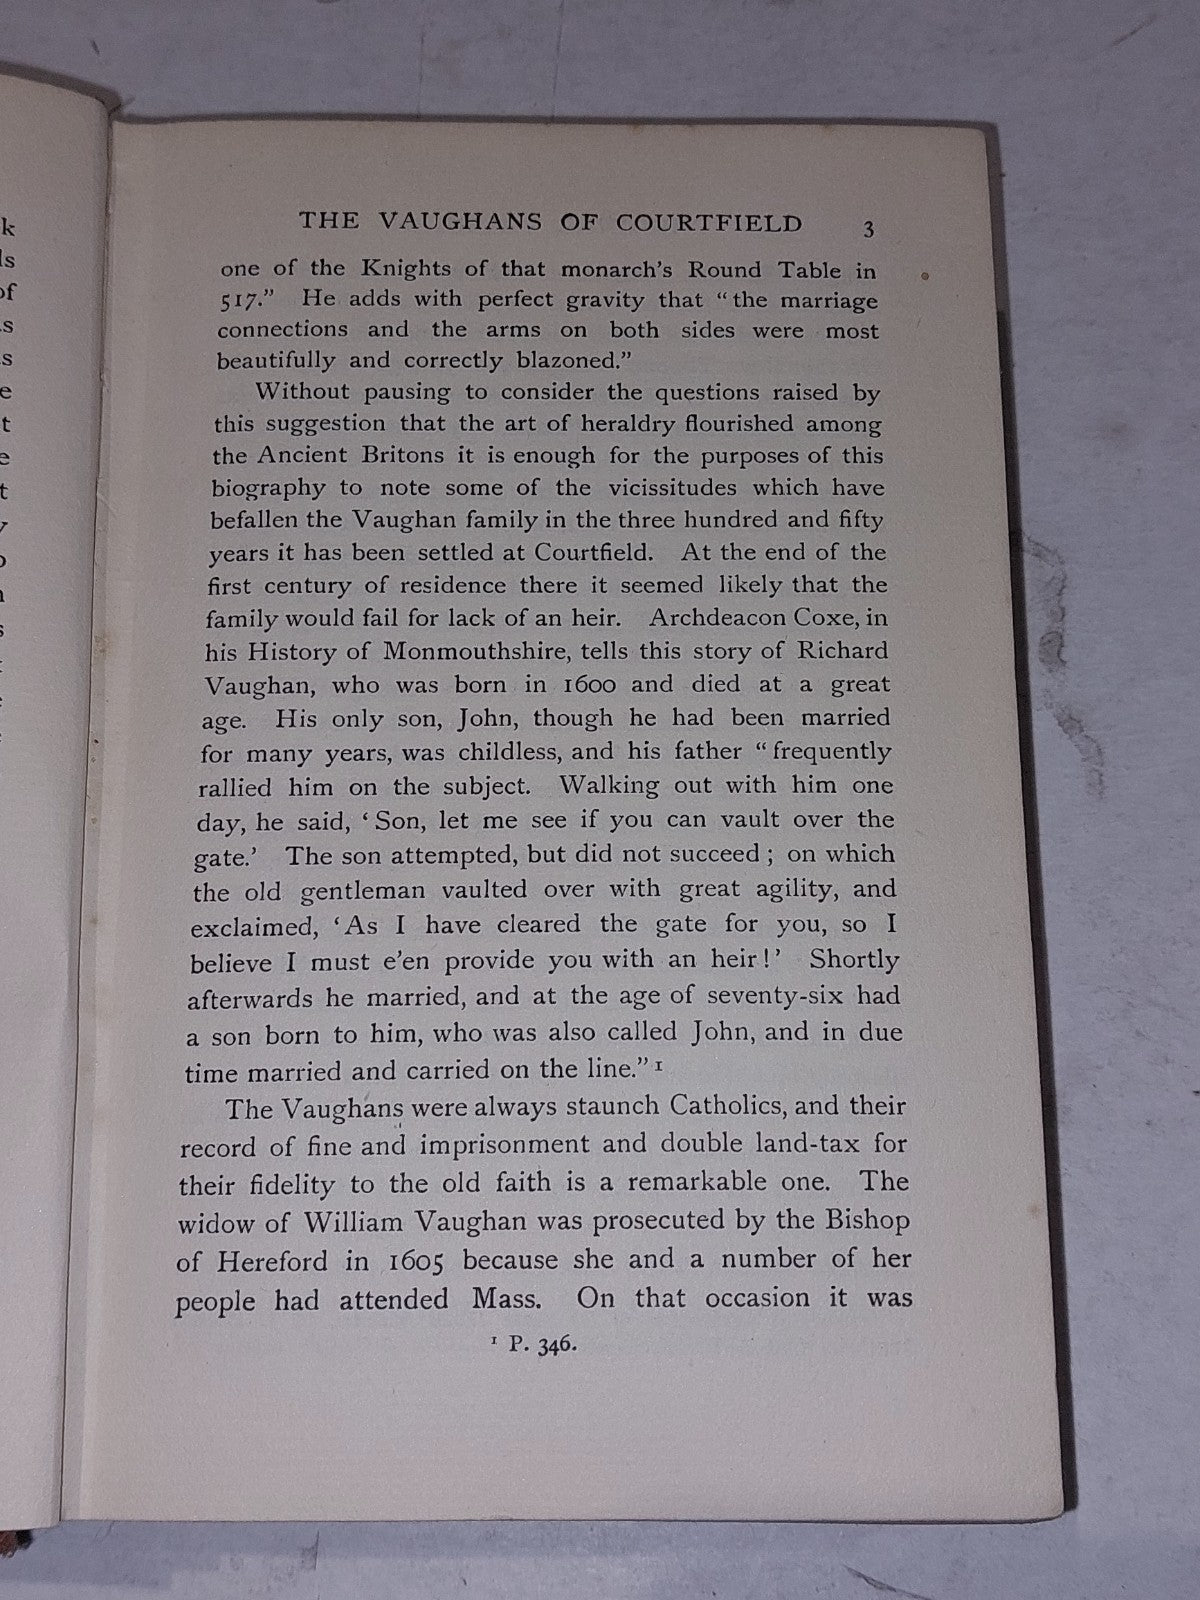 THE VAUGHANS OF COURTFIELD 3
one of the Knights of that monarch's Round Table in
517." He adds with perfect gravity that "the marriage
connections and the arms on both sides were most
beautifully and correctly blazoned."
Without pausing to consider the questions raised by
this suggestion that the art of heraldry flourished among
the Ancient Britons it is enough for the purposes of this
biography to note some of the vicissitudes which have
befallen the Vaughan family in the three hundred and fifty
years it has been settled at Courtfield. At the end of the
first century of residence there it seemed likely that the
family would fail for lack of an heir. Archdeacon Coxe, in
his History of Monmouthshire, tells this story of Richard
Vaughan, who was born in 1600 and died at a great
age. His only son, John, though he had been married
for many years, was childless, and his father "frequently
rallied him on the subject. Walking out with him one
day, he said, 'Son, let me see if you can vault over the
gate.' The son attempted, but did not succeed; on which
the old gentleman vaulted over with great agility, and
exclaimed, 'As I have cleared the gate for you, so I
believe I must e'en provide you with an heir!' Shortly
afterwards he married, and at the age of seventy-six had
a son born to him, who was also called John, and in due
time married and carried on the line."¹
The Vaughans were always staunch Catholics, and their
record of fine and imprisonment and double land-tax for
their fidelity to the old faith is a remarkable one. The
widow of William Vaughan was prosecuted by the Bishop
of Hereford in 1605 because she and a number of her
people had attended Mass. On that occasion it was
¹ P. 346.